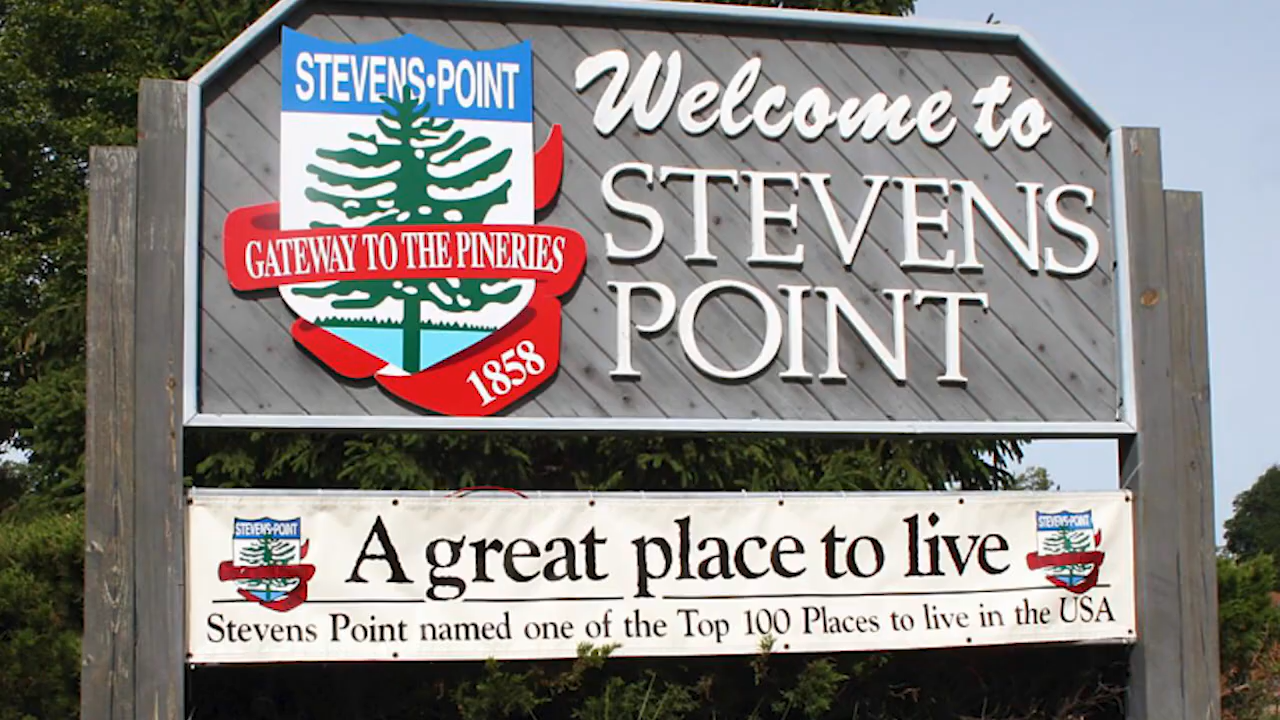 STEVENS·POINT
GATEWAY TO THE PINERIES
1858
Welcome to
STEVENS
POINT
STEVENS·POINT
A great place to live
STEVENS·POINT
Stevens Point named one of the Top 100 Places to live in the USA